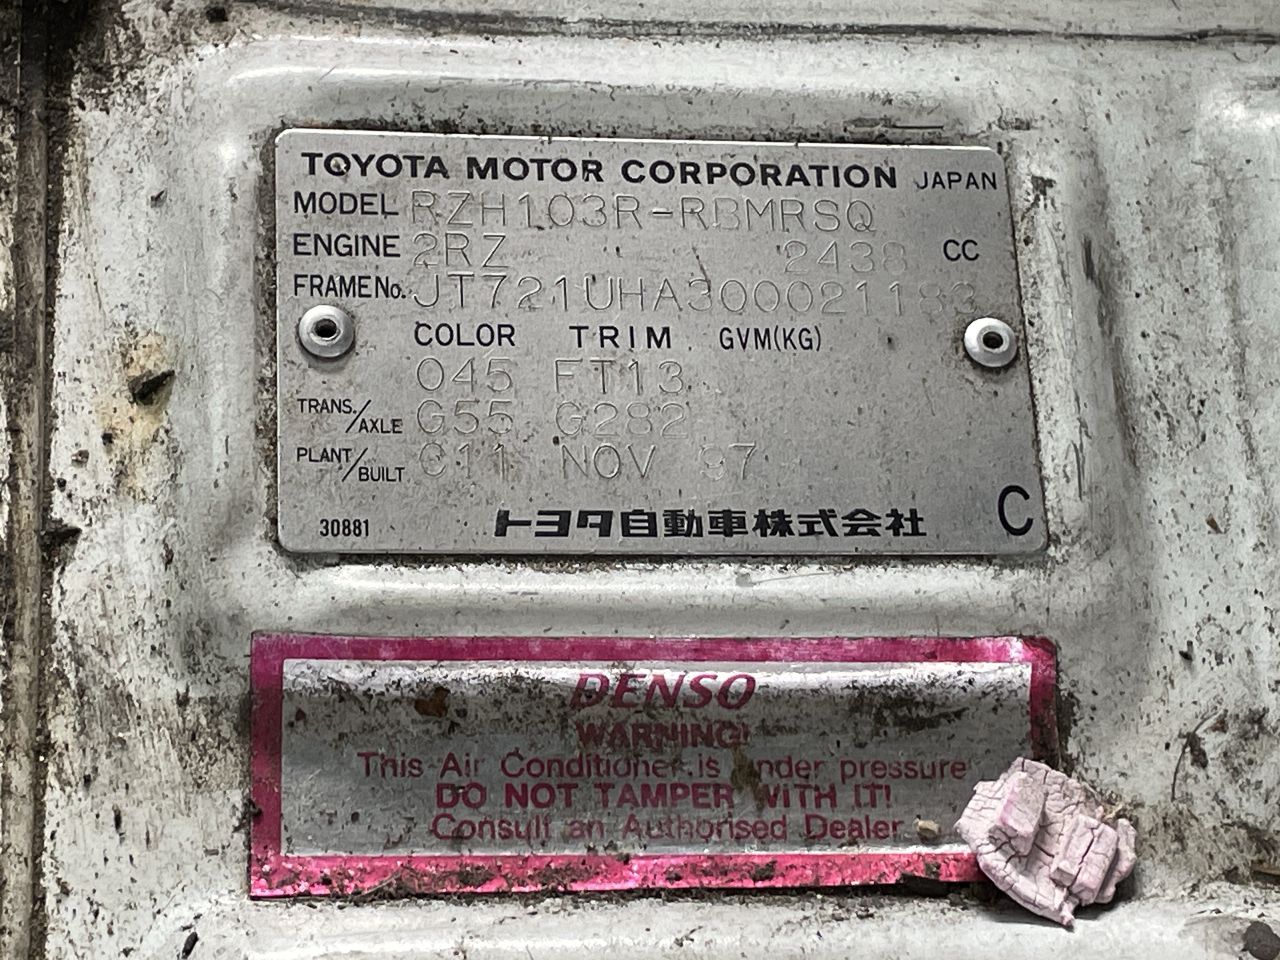 TOYOTA MOTOR CORPORATION JAPAN
MODEL RZH103R-RBMRSQ
ENGINE 2RZ 2438 CC
FRAME No. JT721UHA300021183
COLOR TRIM GVM(KG)
045 FT13
TRANS./AXLE G55 G282
PLANT/BUILT C11 NOV 97
30881 トヨタ自動車株式会社 C
DENSO
WARNING!
This Air Conditioner is under pressure
DO NOT TAMPER WITH IT!
Consult an Authorised Dealer